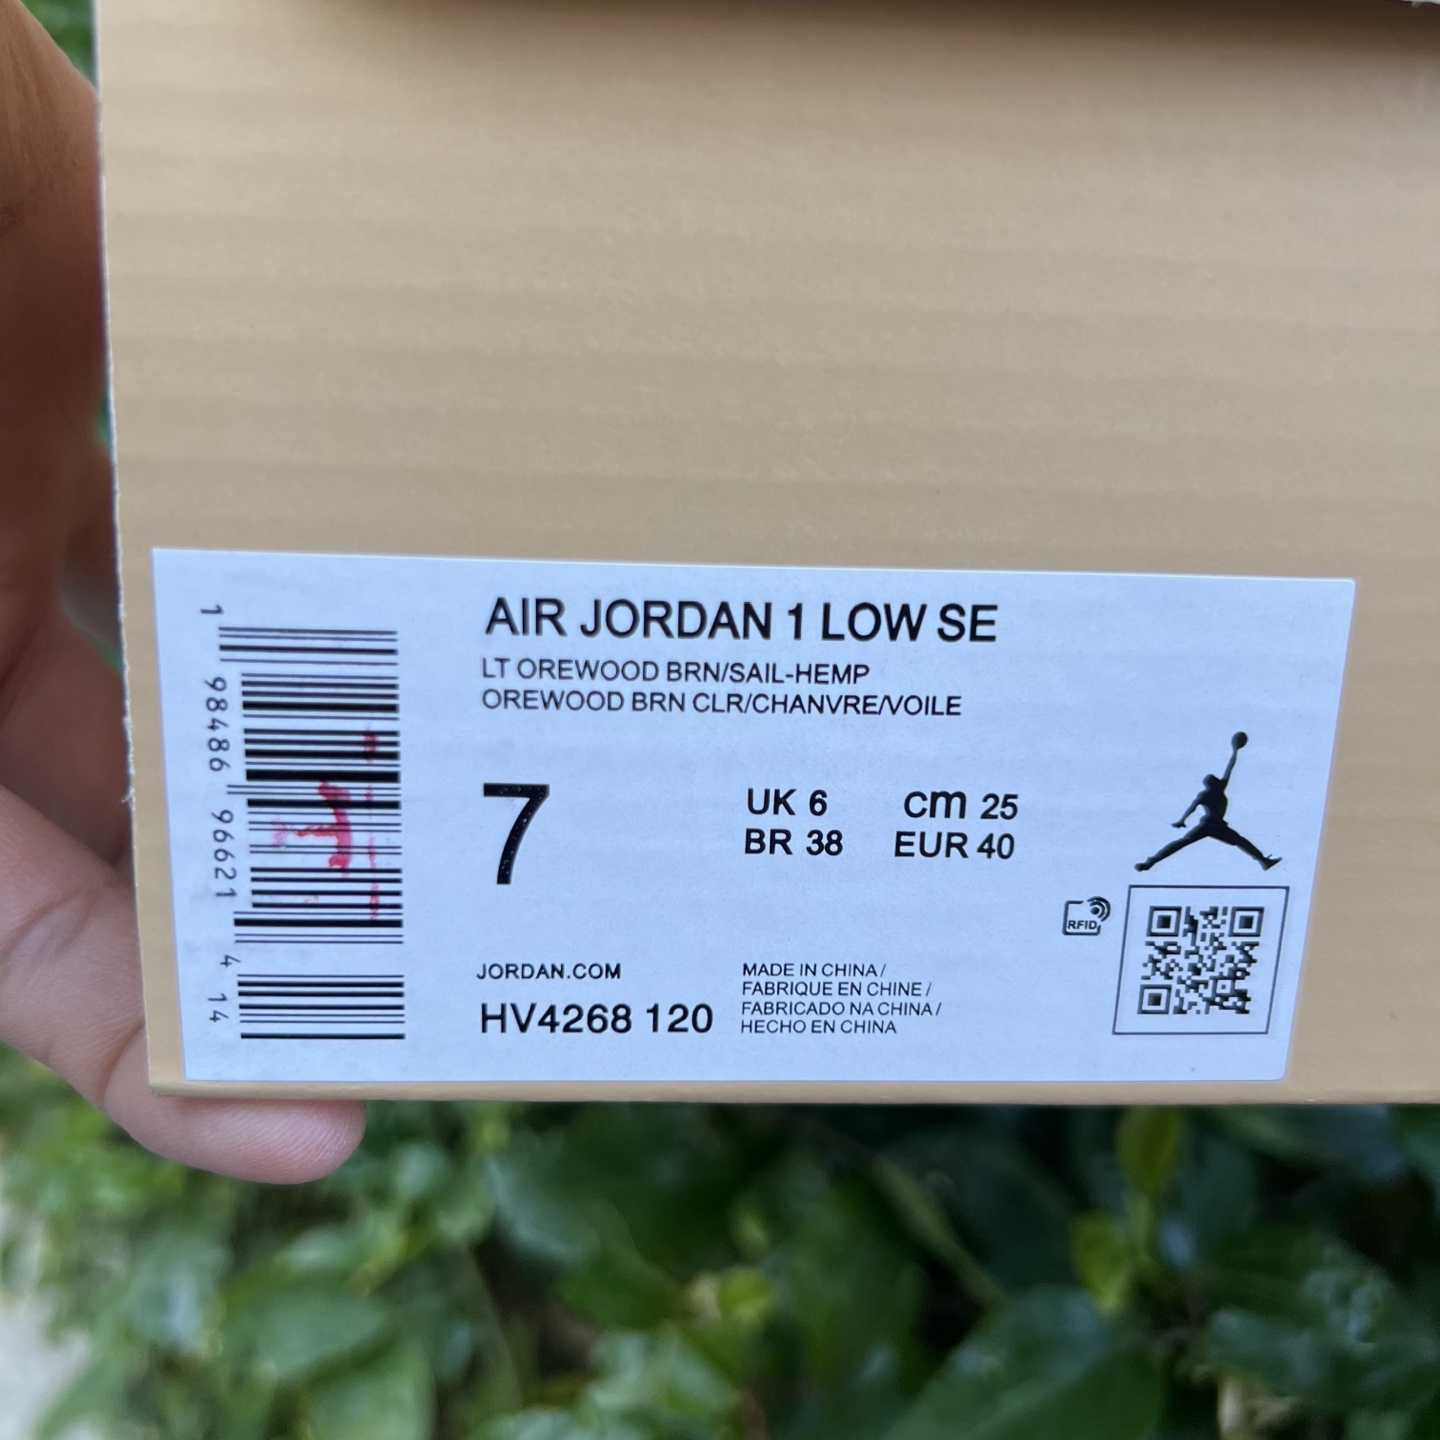 AIR JORDAN 1 LOW SE
LT OREWOOD BRN/SAIL-HEMP
OREWOOD BRN CLR/CHANVRE/VOILE
7
UK 6
cm 25
BR 38
EUR 40
RFID
JORDAN.COM
HV4268 120
MADE IN CHINA /
FABRIQUE EN CHINE /
FABRICADO NA CHINA /
HECHO EN CHINA
1 98486 96621 4 14